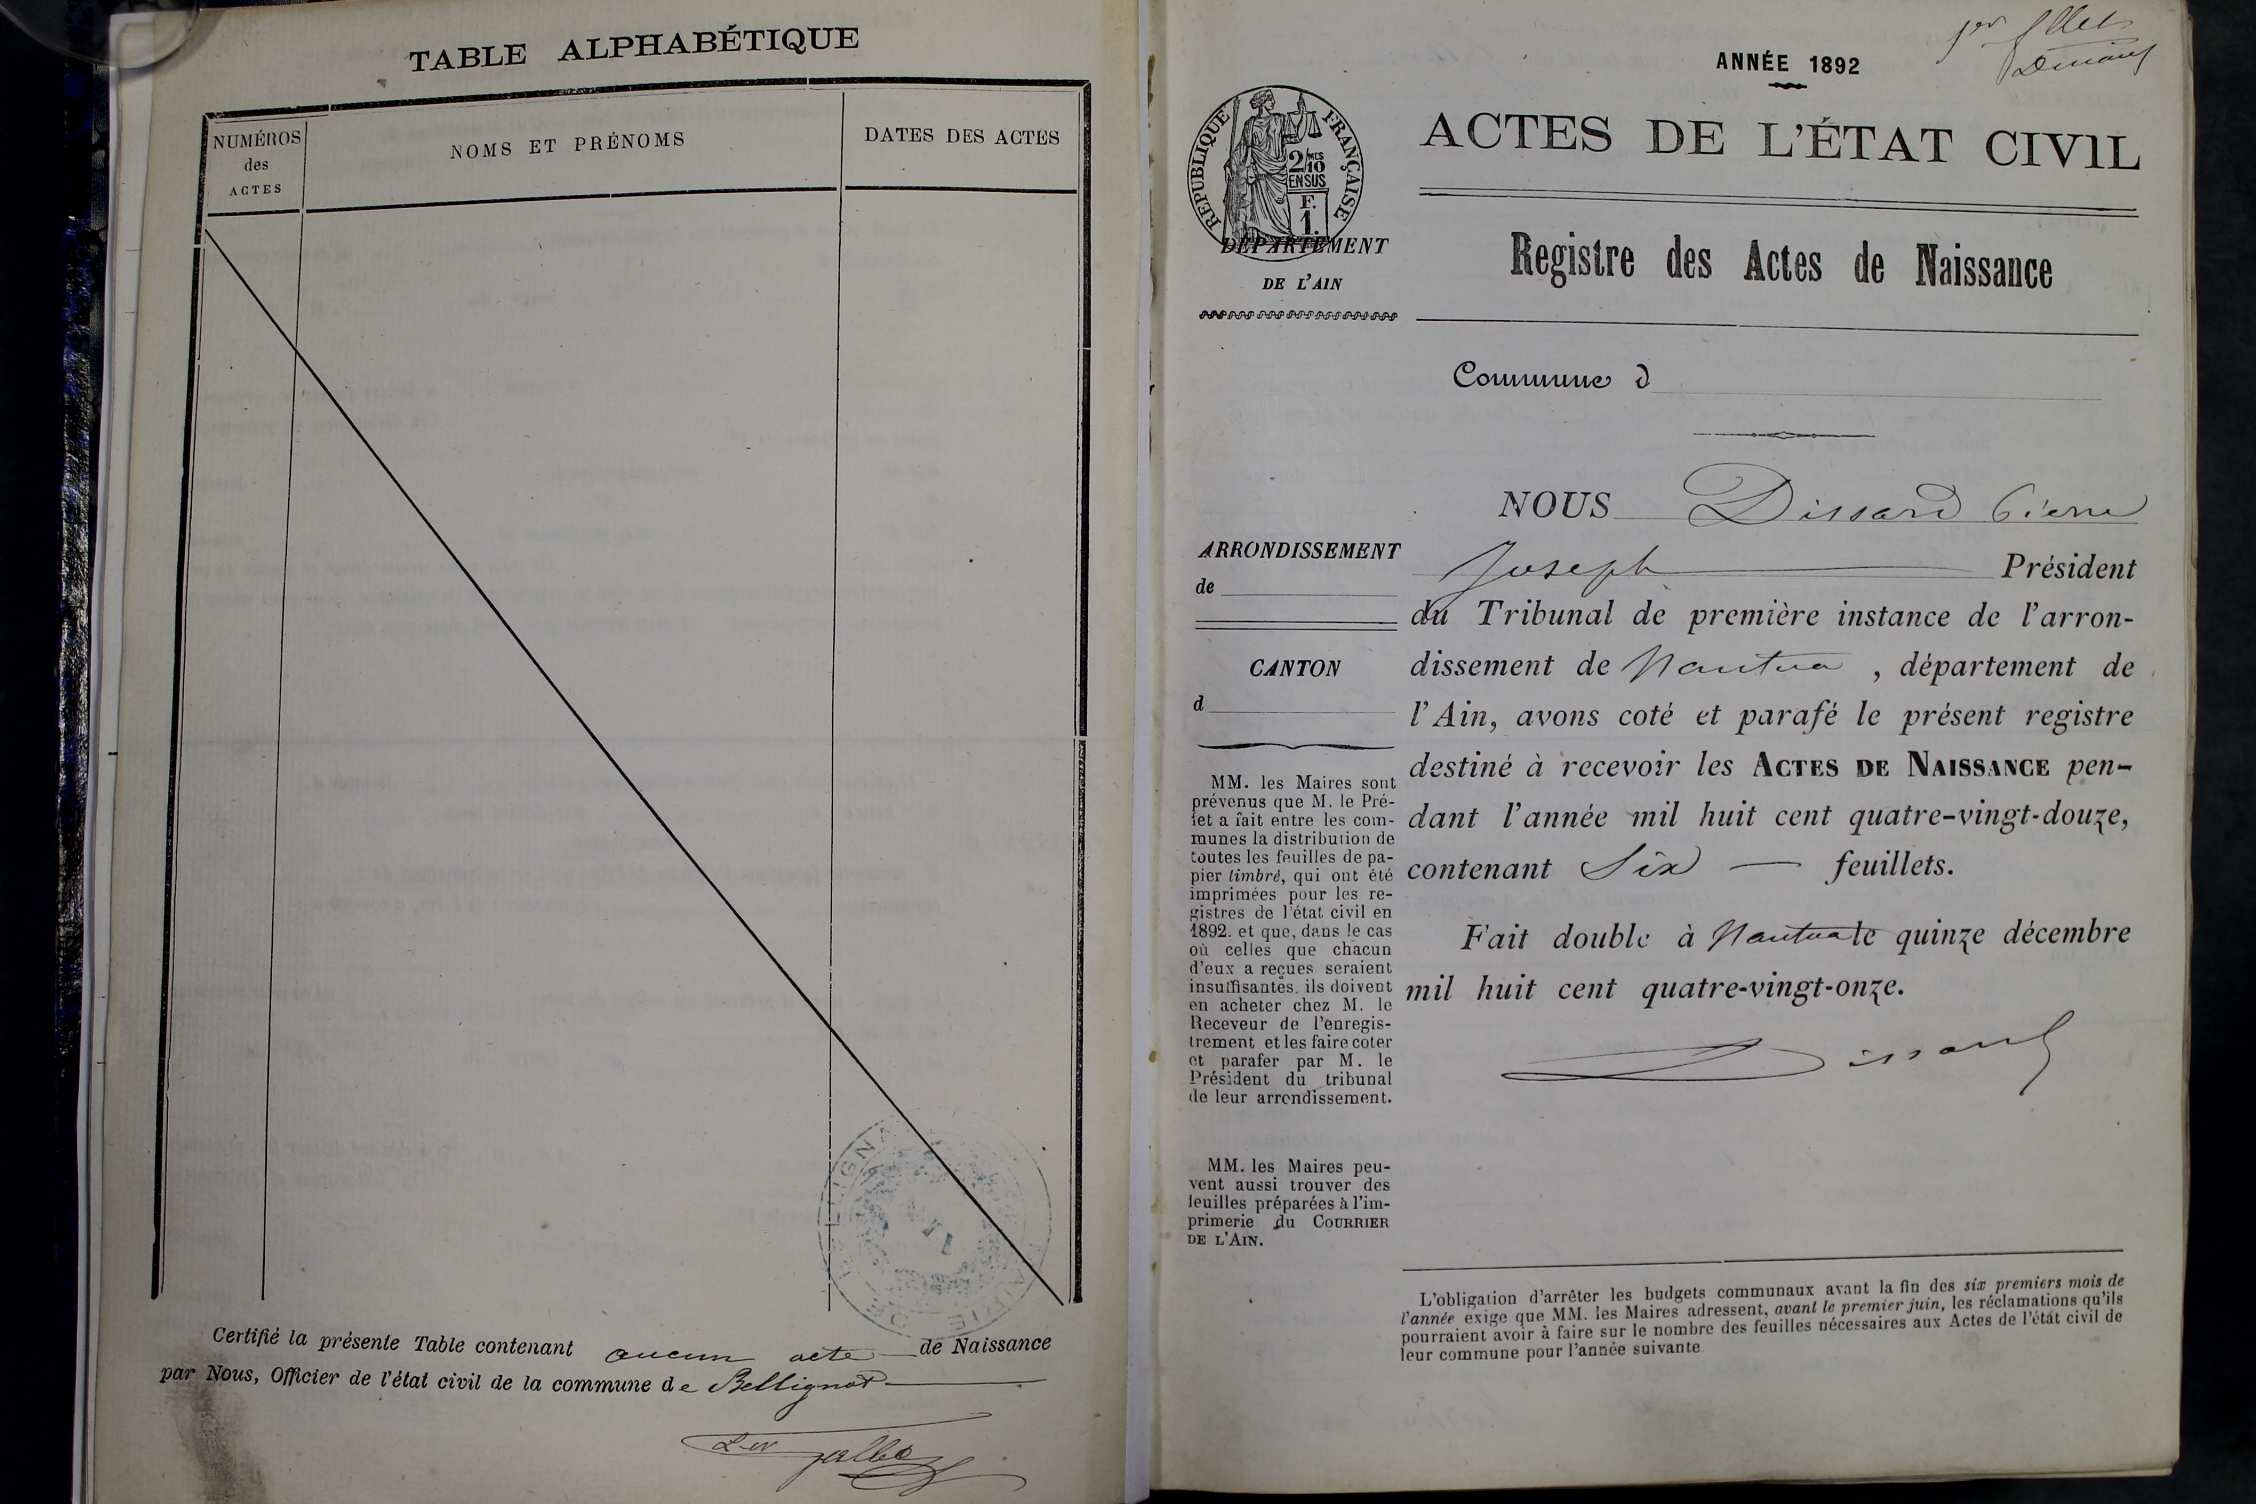 TABLE ALPHABÉTIQUE
NUMÉROS
des
ACTES
NOMS ET PRÉNOMS
DATES DES ACTES
Certifié la présente Table contenant aucun acte de Naissance
par Nous, Officier de l'état civil de la commune de Bellignat
1er
ANNÉE 1892
RÉPUBLIQUE FRANÇAISE
2/10 MES
EN SUS
F.
1.
DÉPARTEMENT
DE L'AIN
ACTES DE L'ÉTAT CIVIL
Registre des Actes de Naissance
Commune d
NOUS Dissard Pierre
Joseph Président
du Tribunal de première instance de l'arron-
dissement de Nantua, département de
l'Ain, avons coté et parafé le présent registre
destiné à recevoir les ACTES DE NAISSANCE pen-
dant l'année mil huit cent quatre-vingt-douze,
contenant Six feuillets.
Fait double à Nantua le quinze décembre
mil huit cent quatre-vingt-onze.
Dissard
ARRONDISSEMENT
de
CANTON
d
MM. les Maires sont
prévenus que M. le Pré-
fet a fait entre les com-
munes la distribution de
toutes les feuilles de pa-
pier timbré, qui ont été
imprimées pour les re-
gistres de l'état civil en
1892. et que, dans le cas
où celles que chacun
d'eux a reçues seraient
insuffisantes. ils doivent
en acheter chez M. le
Receveur de l'enregis-
trement et les faire coter
et parafer par M. le
Président du tribunal
de leur arrondissement.
MM. les Maires peu-
vent aussi trouver des
feuilles préparées à l'im-
primerie du COURRIER
DE L'AIN.
L'obligation d'arrêter les budgets communaux avant la fin des six premiers mois de
l'année exige que MM. les Maires adressent, avant le premier juin, les réclamations qu'ils
pourraient avoir à faire sur le nombre des feuilles nécessaires aux Actes de l'état civil de
leur commune pour l'année suivante